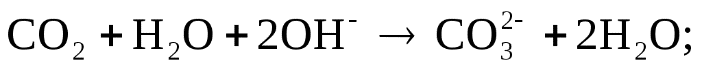 CO₂ + H₂O + 2OH⁻ → CO₃²⁻ + 2H₂O;